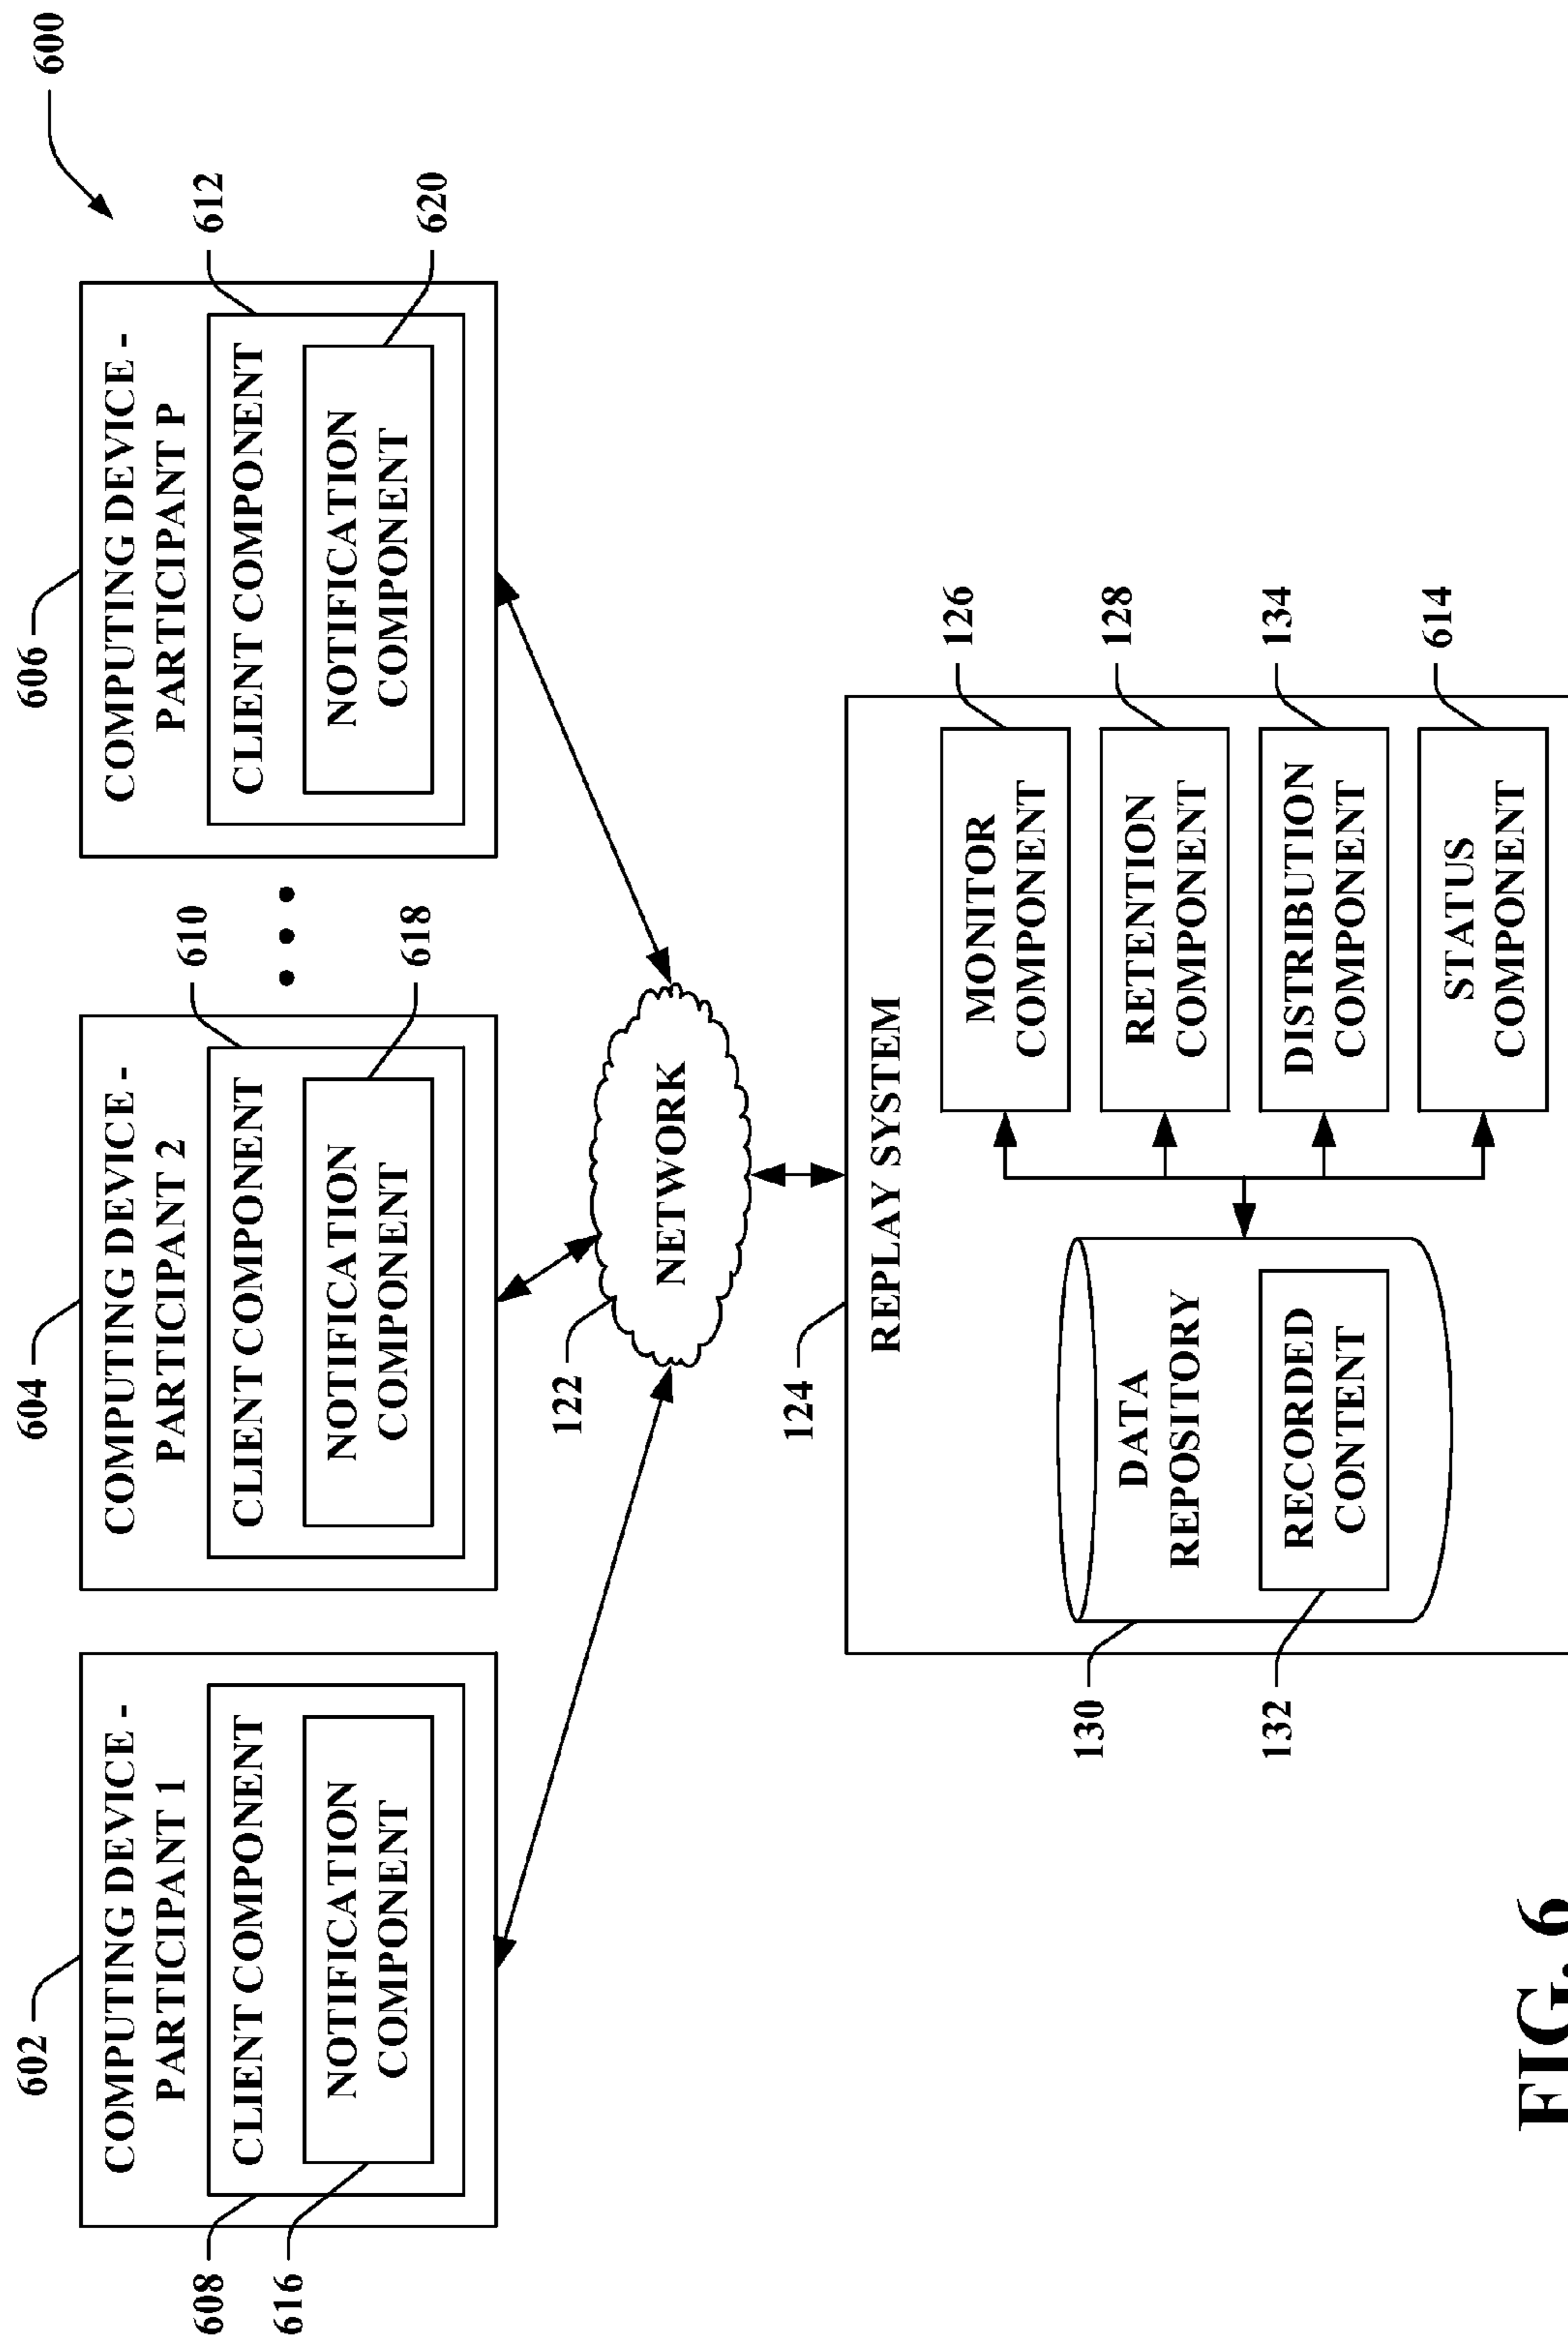 600
602
COMPUTING DEVICE -
PARTICIPANT 1
608
CLIENT COMPONENT
616
NOTIFICATION
COMPONENT
604
COMPUTING DEVICE -
PARTICIPANT 2
610
CLIENT COMPONENT
618
NOTIFICATION
COMPONENT
606
COMPUTING DEVICE -
PARTICIPANT P
612
CLIENT COMPONENT
620
NOTIFICATION
COMPONENT
122
NETWORK
124
REPLAY SYSTEM
130
DATA
REPOSITORY
132
RECORDED
CONTENT
MONITOR
COMPONENT
126
RETENTION
COMPONENT
128
DISTRIBUTION
COMPONENT
134
STATUS
COMPONENT
614
FIG. 6